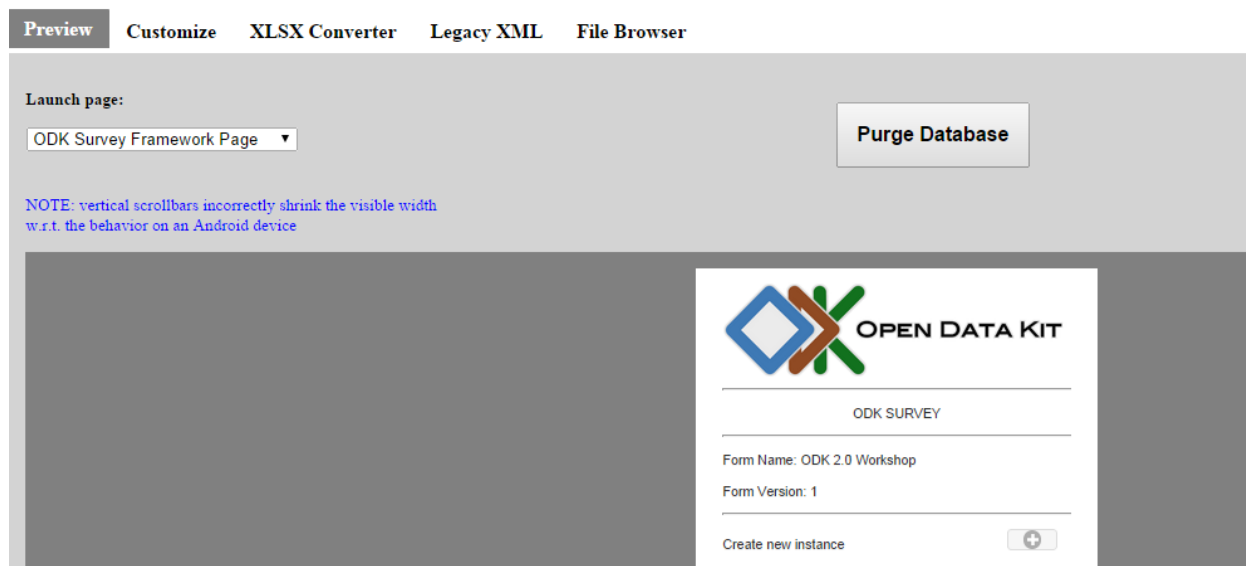 Preview Customize XLSX Converter Legacy XML File Browser
Launch page:
ODK Survey Framework Page
Purge Database
NOTE: vertical scrollbars incorrectly shrink the visible width
w.r.t. the behavior on an Android device
OPEN DATA KIT
ODK SURVEY
Form Name: ODK 2.0 Workshop
Form Version: 1
Create new instance